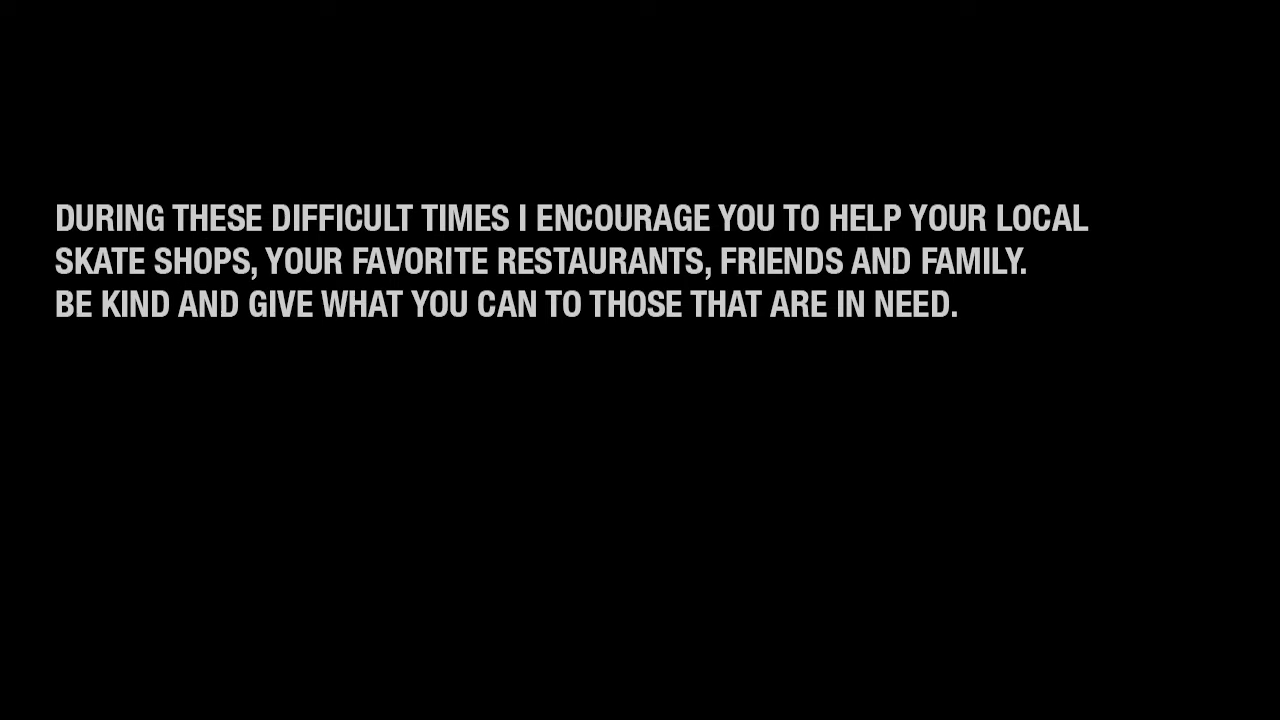 DURING THESE DIFFICULT TIMES I ENCOURAGE YOU TO HELP YOUR LOCAL
SKATE SHOPS, YOUR FAVORITE RESTAURANTS, FRIENDS AND FAMILY.
BE KIND AND GIVE WHAT YOU CAN TO THOSE THAT ARE IN NEED.